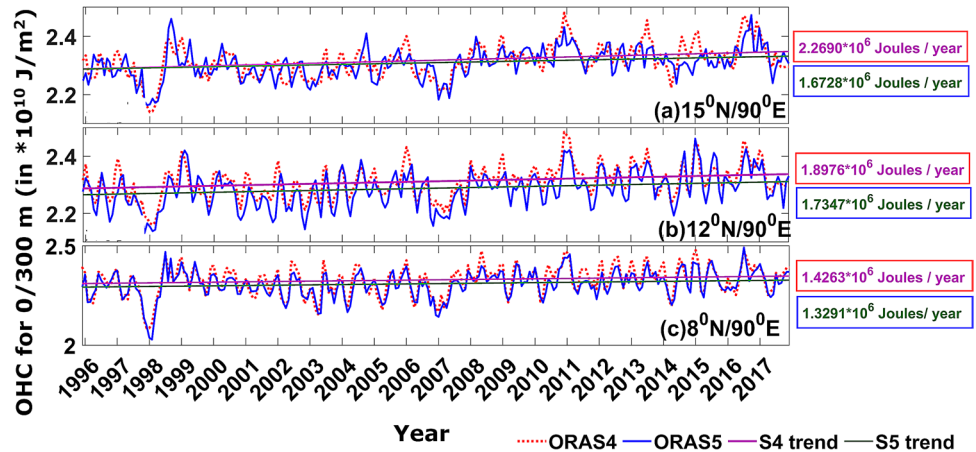 OHC for 0/300 m (in *10¹⁰ J/m²)
2.4
2.2
(a)15⁰N/90⁰E
2.2690*10⁶ Joules / year
1.6728*10⁶ Joules / year
2.4
2.2
(b)12⁰N/90⁰E
1.8976*10⁶ Joules / year
1.7347*10⁶ Joules / year
2.5
2
(c)8⁰N/90⁰E
1.4263*10⁶ Joules / year
1.3291*10⁶ Joules/ year
1996 1997 1998 1999 2000 2001 2002 2003 2004 2005 2006 2007 2008 2009 2010 2011 2012 2013 2014 2015 2016 2017
Year
ORAS4 ORAS5 S4 trend S5 trend